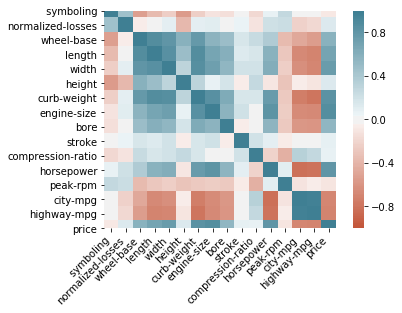 symboling
normalized-losses
wheel-base
length
width
height
curb-weight
engine-size
bore
stroke
compression-ratio
horsepower
peak-rpm
city-mpg
highway-mpg
price
symboling
normalized-losses
wheel-base
length
width
height
curb-weight
engine-size
bore
stroke
compression-ratio
horsepower
peak-rpm
city-mpg
highway-mpg
price
0.8
0.4
0.0
−0.4
−0.8